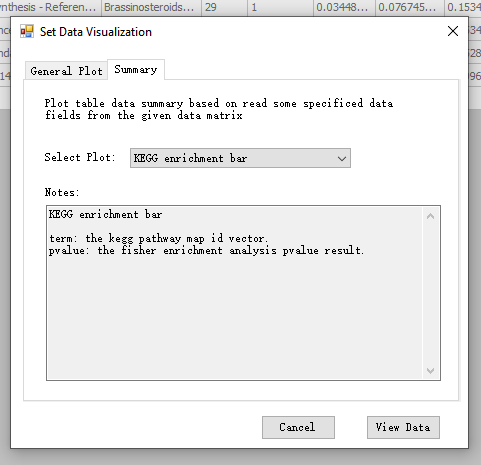 nthesis - Referen... Brassinosteroids... 29 1 0.03448... 0.076745... 0.1534
Set Data Visualization
General Plot Summary
Plot table data summary based on read some specificed data
fields from the given data matrix
Select Plot: KEGG enrichment bar
Notes:
KEGG enrichment bar
term: the kegg pathway map id vector.
pvalue: the fisher enrichment analysis pvalue result.
Cancel View Data